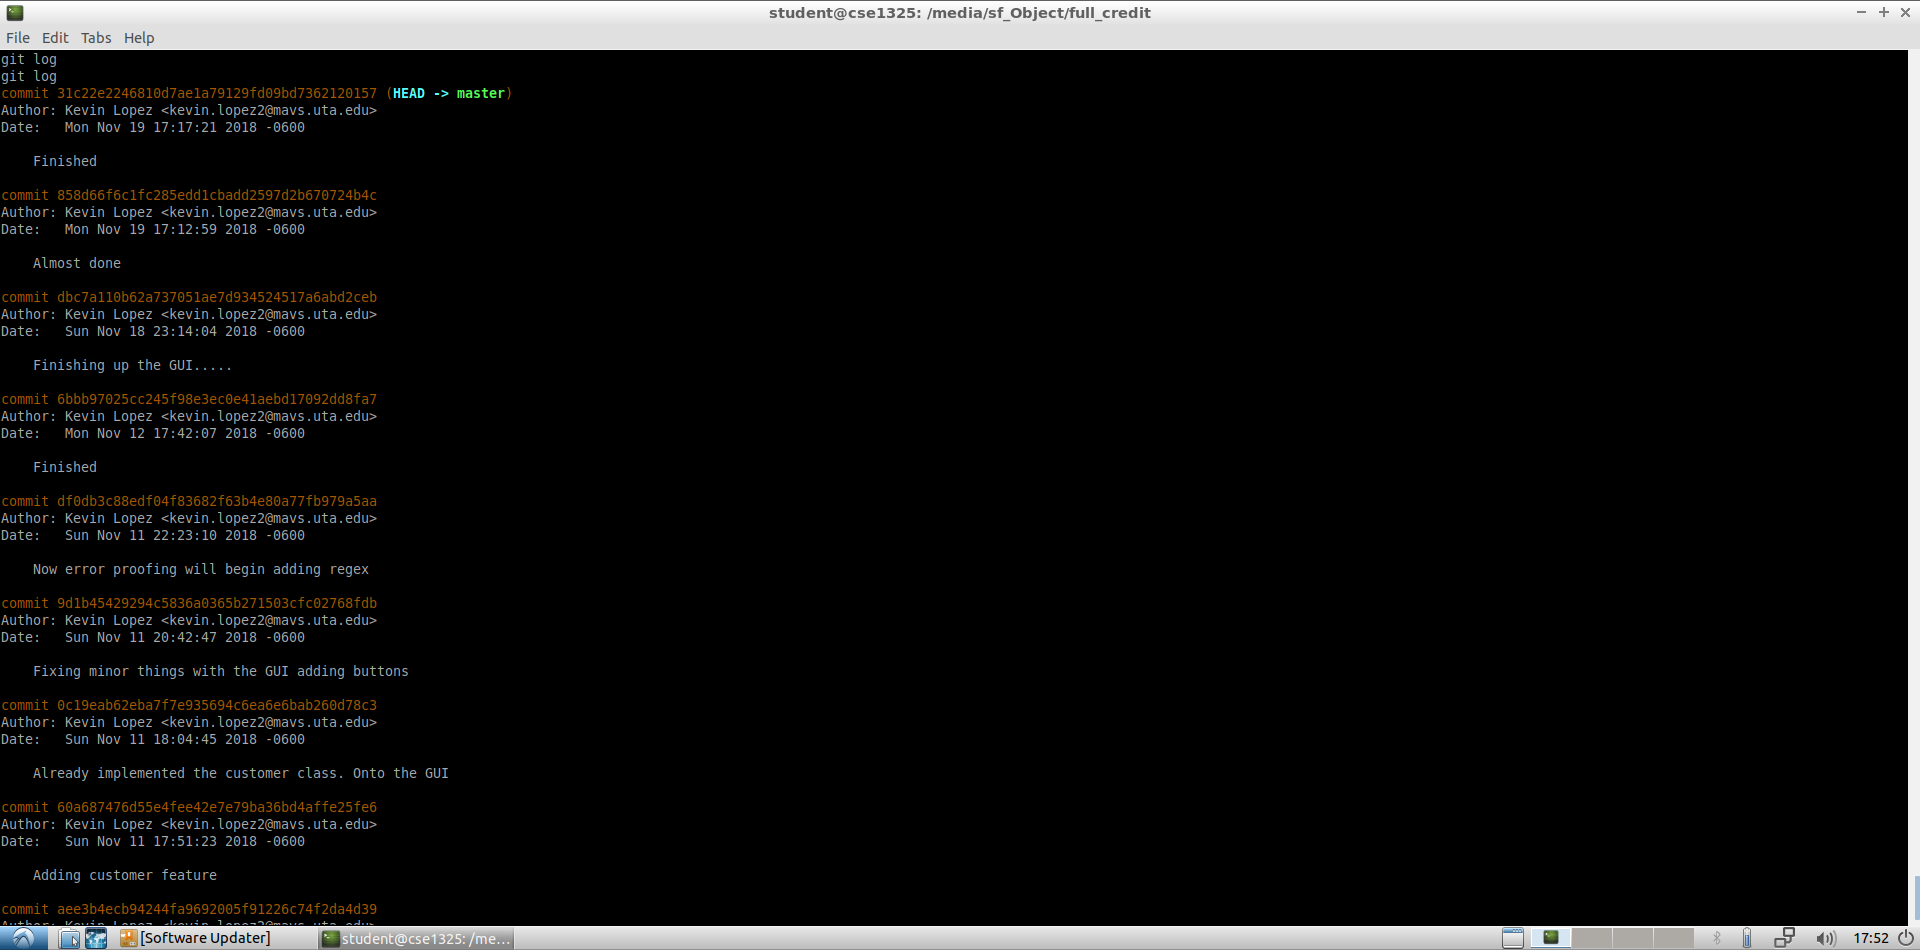 student@cse1325: /media/sf_Object/full_credit
File Edit Tabs Help
git log
git log
commit 31c22e2246810d7ae1a79129fd09bd7362120157 (HEAD -> master)
Author: Kevin Lopez <kevin.lopez2@mavs.uta.edu>
Date:   Mon Nov 19 17:17:21 2018 -0600
Finished
commit 858d66f6c1fc285edd1cbadd2597d2b670724b4c
Author: Kevin Lopez <kevin.lopez2@mavs.uta.edu>
Date:   Mon Nov 19 17:12:59 2018 -0600
Almost done
commit dbc7a110b62a737051ae7d934524517a6abd2ceb
Author: Kevin Lopez <kevin.lopez2@mavs.uta.edu>
Date:   Sun Nov 18 23:14:04 2018 -0600
Finishing up the GUI.....
commit 6bbb97025cc245f98e3ec0e41aebd17092dd8fa7
Author: Kevin Lopez <kevin.lopez2@mavs.uta.edu>
Date:   Mon Nov 12 17:42:07 2018 -0600
Finished
commit df0db3c88edf04f83682f63b4e80a77fb979a5aa
Author: Kevin Lopez <kevin.lopez2@mavs.uta.edu>
Date:   Sun Nov 11 22:23:10 2018 -0600
Now error proofing will begin adding regex
commit 9d1b45429294c5836a0365b271503cfc02768fdb
Author: Kevin Lopez <kevin.lopez2@mavs.uta.edu>
Date:   Sun Nov 11 20:42:47 2018 -0600
Fixing minor things with the GUI adding buttons
commit 0c19eab62eba7f7e935694c6ea6e6bab260d78c3
Author: Kevin Lopez <kevin.lopez2@mavs.uta.edu>
Date:   Sun Nov 11 18:04:45 2018 -0600
Already implemented the customer class. Onto the GUI
commit 60a687476d55e4fee42e7e79ba36bd4affe25fe6
Author: Kevin Lopez <kevin.lopez2@mavs.uta.edu>
Date:   Sun Nov 11 17:51:23 2018 -0600
Adding customer feature
commit aee3b4ecb94244fa9692005f91226c74f2da4d39
Author: Kevin Lopez <kevin.lopez2@mavs.uta.edu>
[Software Updater] student@cse1325: /me... 17:52